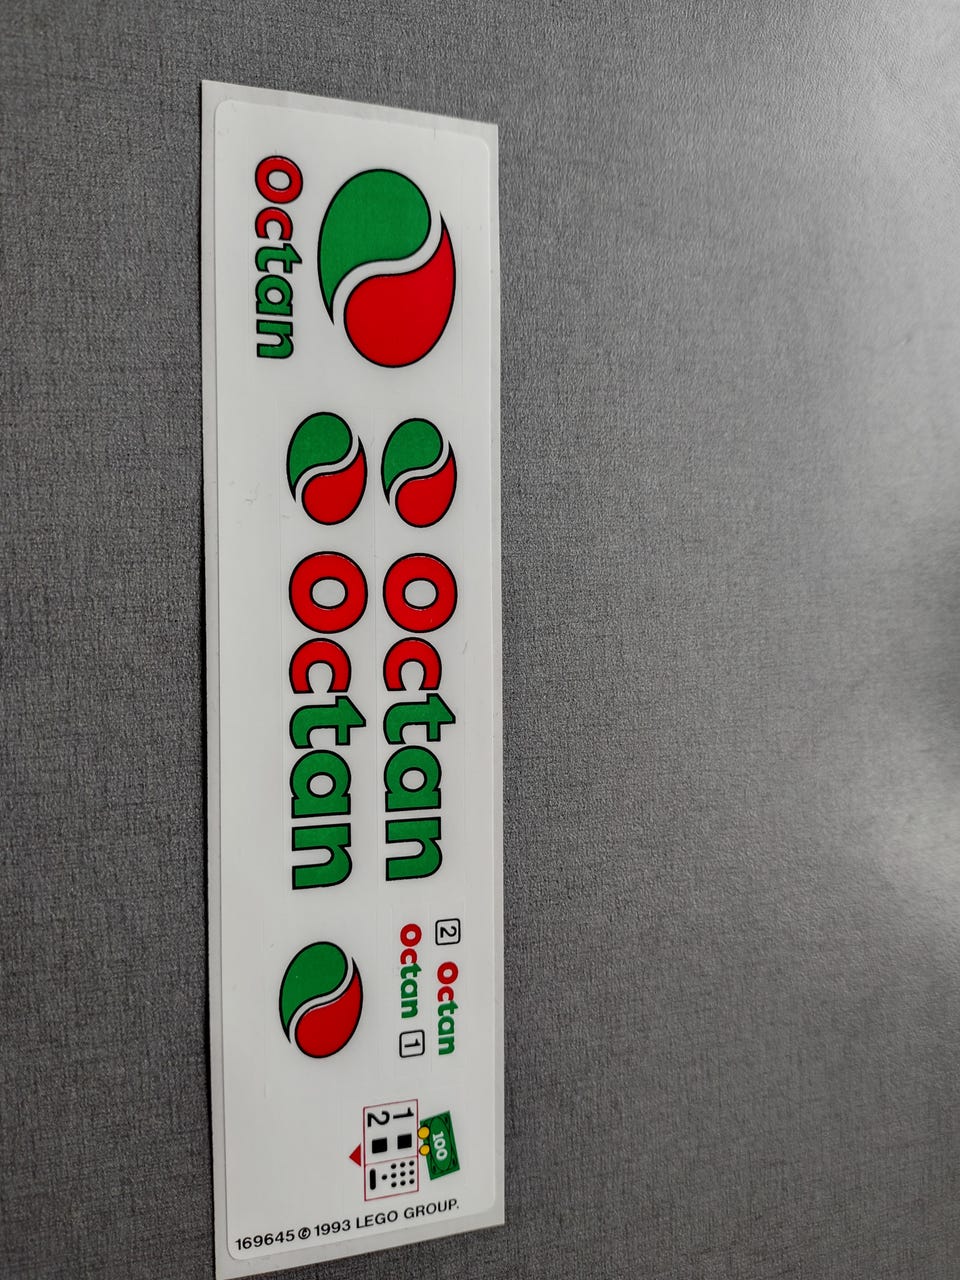 octan
octan
octan
2 octan
octan 1
100
1
2
169645 © 1993 LEGO GROUP.